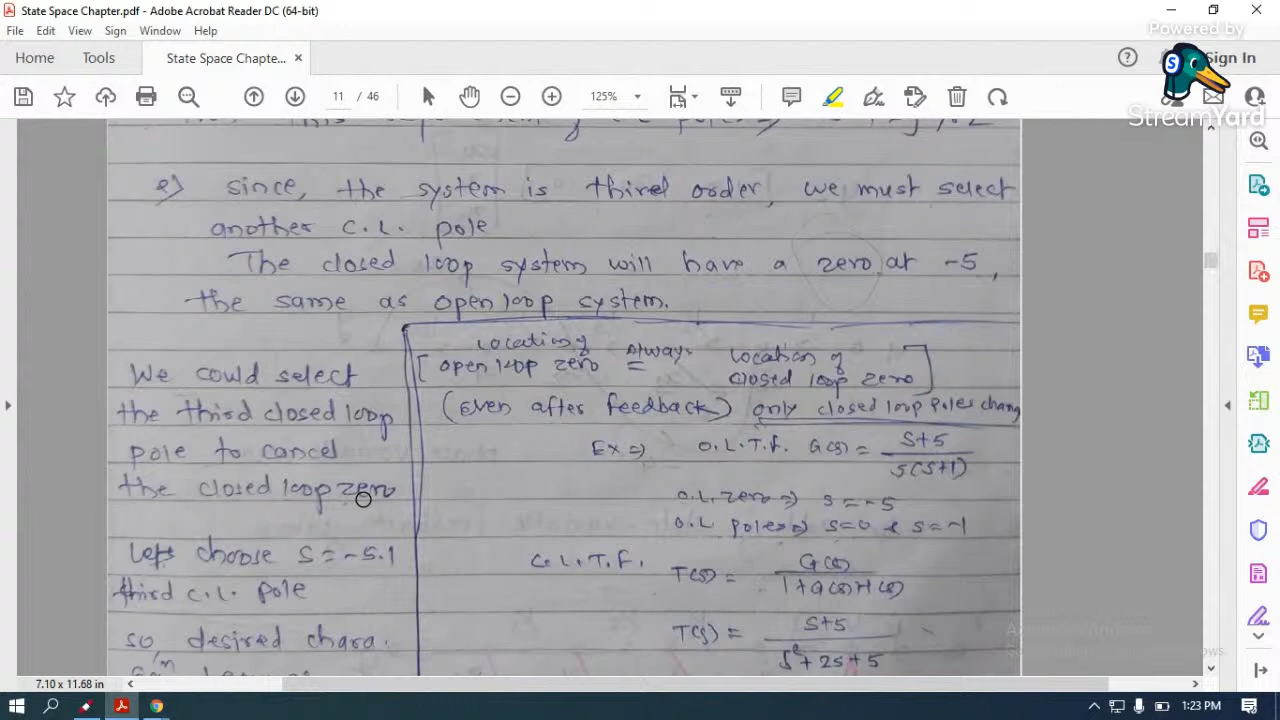 State Space Chapter.pdf - Adobe Acrobat Reader DC (64-bit)
Powered by
File Edit View Sign Window Help
Home Tools State Space Chapte... × Sign In
StreamYard
11 / 46 125%
e) since, the system is third order, we must select
another c.L. pole
The closed loop system will have a zero at -5,
the same as open loop system.
Location of
[open loop zero = Always Location of closed loop zero]
(Even after feedback) only closed loop poles chang
We could select
the third closed loop
pole to cancel
the closed loop zero
Lets choose s = -5.1
third c.L. pole
so, desired chara.
Ex ⇒ O.L.T.F. G(s) = S+5 / s(s+1)
O.L. zero ⇒ s = -5
O.L poles ⇒ s=0 & s=-1
C.L.T.F. T(s) = G(s) / 1+G(s)H(s)
T(s) = S+5 / s²+2s+5
7.10 x 11.68 in
1:23 PM